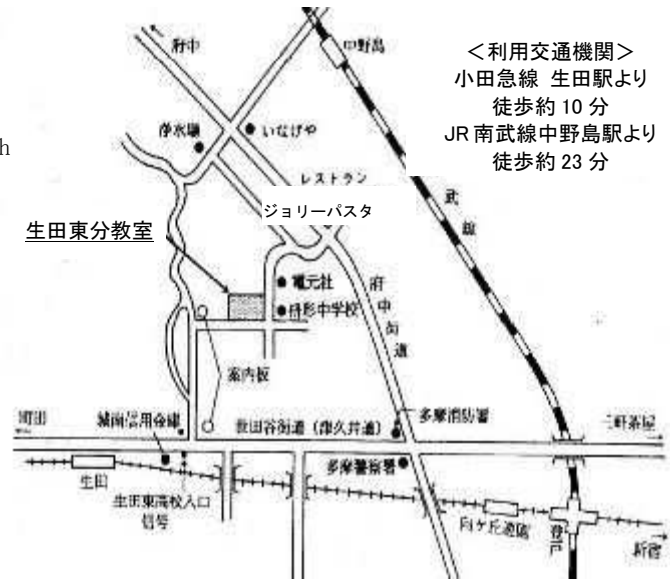 府中
中野島
<利用交通機関>
小田急線 生田駅より
徒歩約 10 分
JR 南武線中野島駅より
徒歩約 23 分
浄水場
いなげや
h
レストラン
ジョリーパスタ
武
線
生田東分教室
電元社
枡形中学校
府
中
街
道
案内板
町田
城南信用金庫
世田谷街道(津久井道)
多摩消防署
三軒茶屋
生田
生田東高校入口
信号
多摩警察署
向ケ丘遊園
登戸
新宿